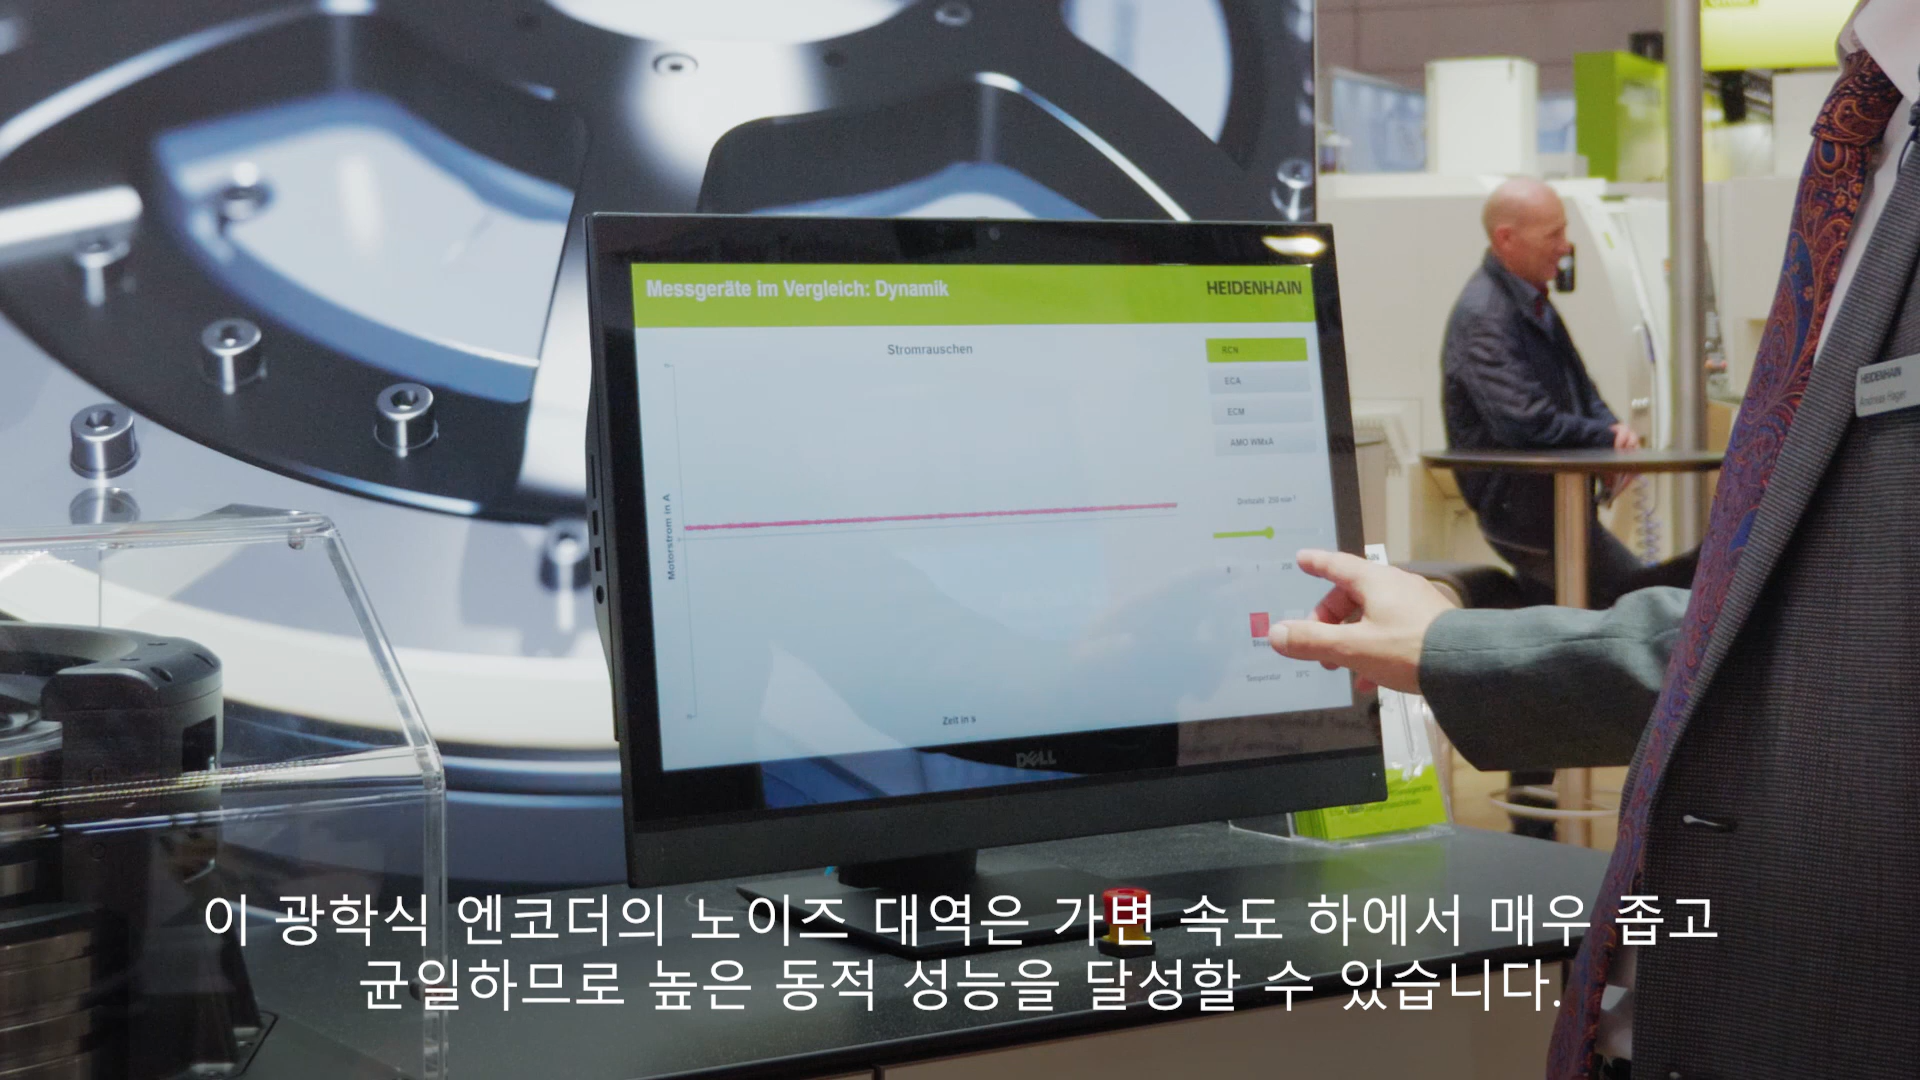 Messgeräte im Vergleich: Dynamik
HEIDENHAIN
Stromrauschen
RCN
ECA
ECM
AMO WMxA
Motorstrom in A
Drehzahl
Temperatur
Zeit in s
DELL
HEIDENHAIN
이 광학식 엔코더의 노이즈 대역은 가변 속도 하에서 매우 좁고
균일하므로 높은 동적 성능을 달성할 수 있습니다.